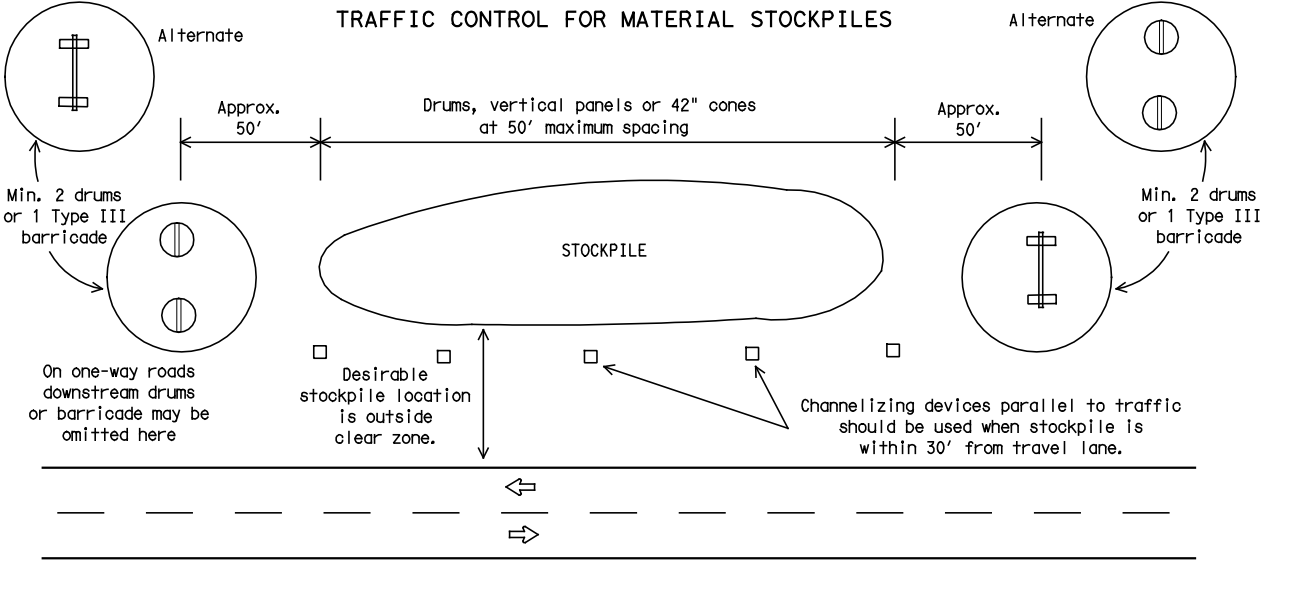 TRAFFIC CONTROL FOR MATERIAL STOCKPILES
Alternate
Alternate
Approx.
50'
Drums, vertical panels or 42" cones
at 50' maximum spacing
Approx.
50'
Min. 2 drums
or 1 Type III
barricade
Min. 2 drums
or 1 Type III
barricade
STOCKPILE
On one-way roads
downstream drums
or barricade may be
omitted here
Desirable
stockpile location
is outside
clear zone.
Channelizing devices parallel to traffic
should be used when stockpile is
within 30' from travel lane.